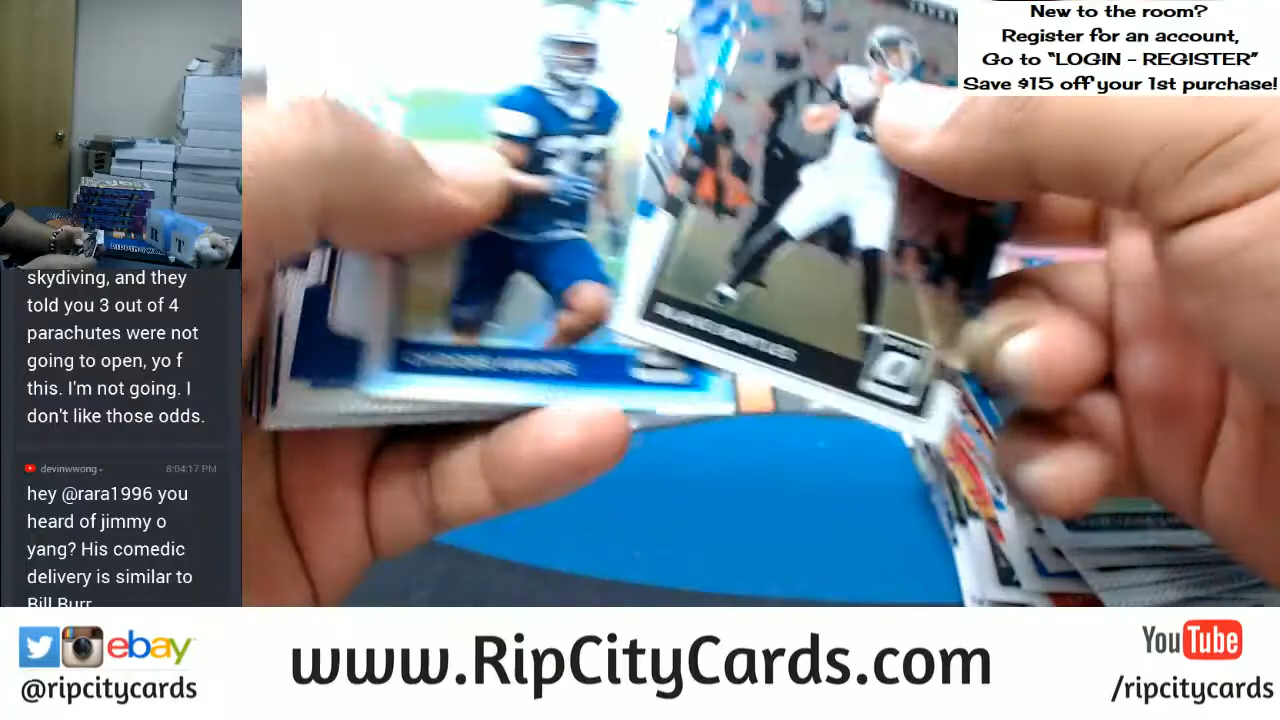 New to the room?
Register for an account,
Go to "LOGIN - REGISTER"
Save $15 off your 1st purchase!
skydiving, and they
told you 3 out of 4
parachutes were not
going to open, yo f
this. I'm not going. I
don't like those odds.
devinwwong
8:04:17 PM
hey @rara1996 you
heard of jimmy o
yang? His comedic
delivery is similar to
Bill Burr
ebay
@ripcitycards
www.RipCityCards.com
YouTube
/ripcitycards